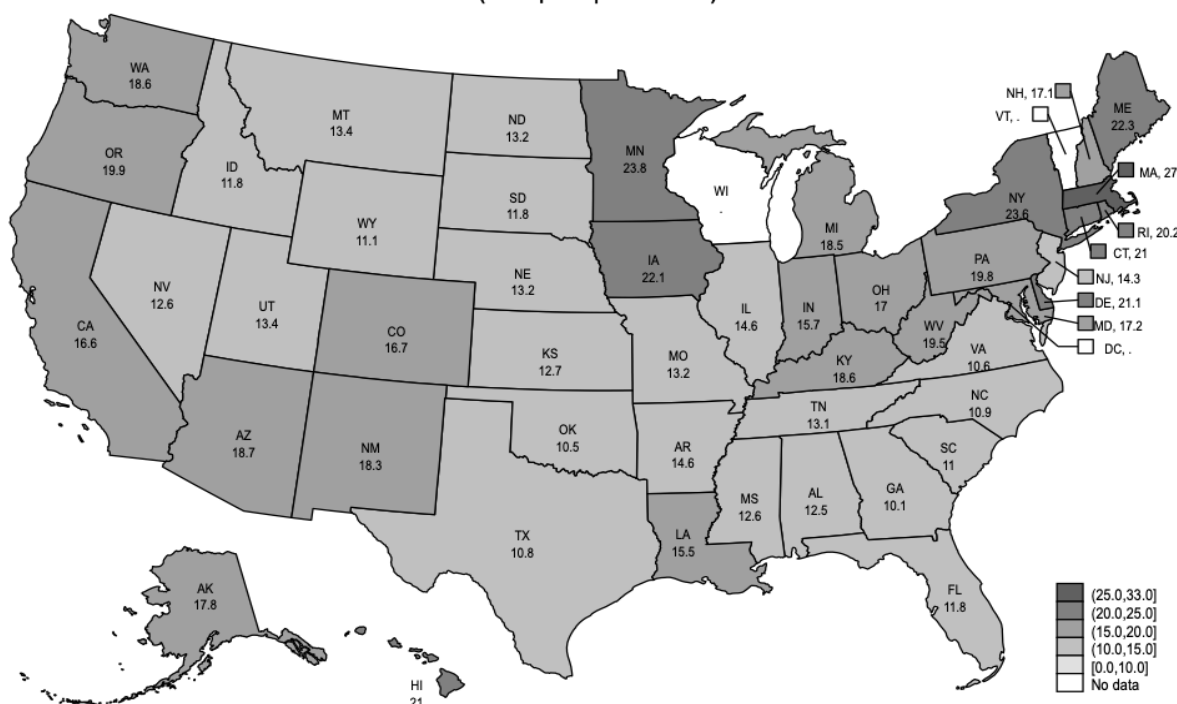 WA
18.6
OR
19.9
CA
16.6
ID
11.8
NV
12.6
MT
13.4
WY
11.1
UT
13.4
CO
16.7
AZ
18.7
NM
18.3
ND
13.2
SD
11.8
NE
13.2
KS
12.7
OK
10.5
TX
10.8
MN
23.8
IA
22.1
MO
13.2
AR
14.6
LA
15.5
WI
.
IL
14.6
MI
18.5
IN
15.7
OH
17
KY
18.6
TN
13.1
MS
12.6
AL
12.5
GA
10.1
FL
11.8
SC
11
NC
10.9
VA
10.6
WV
19.5
PA
19.8
NY
23.6
ME
22.3
NH, 17.1
VT, .
MA, 27
RI, 20.2
CT, 21
NJ, 14.3
DE, 21.1
MD, 17.2
DC, .
AK
17.8
HI
21
(25.0,33.0]
(20.0,25.0]
(15.0,20.0]
(10.0,15.0]
[0.0,10.0]
No data